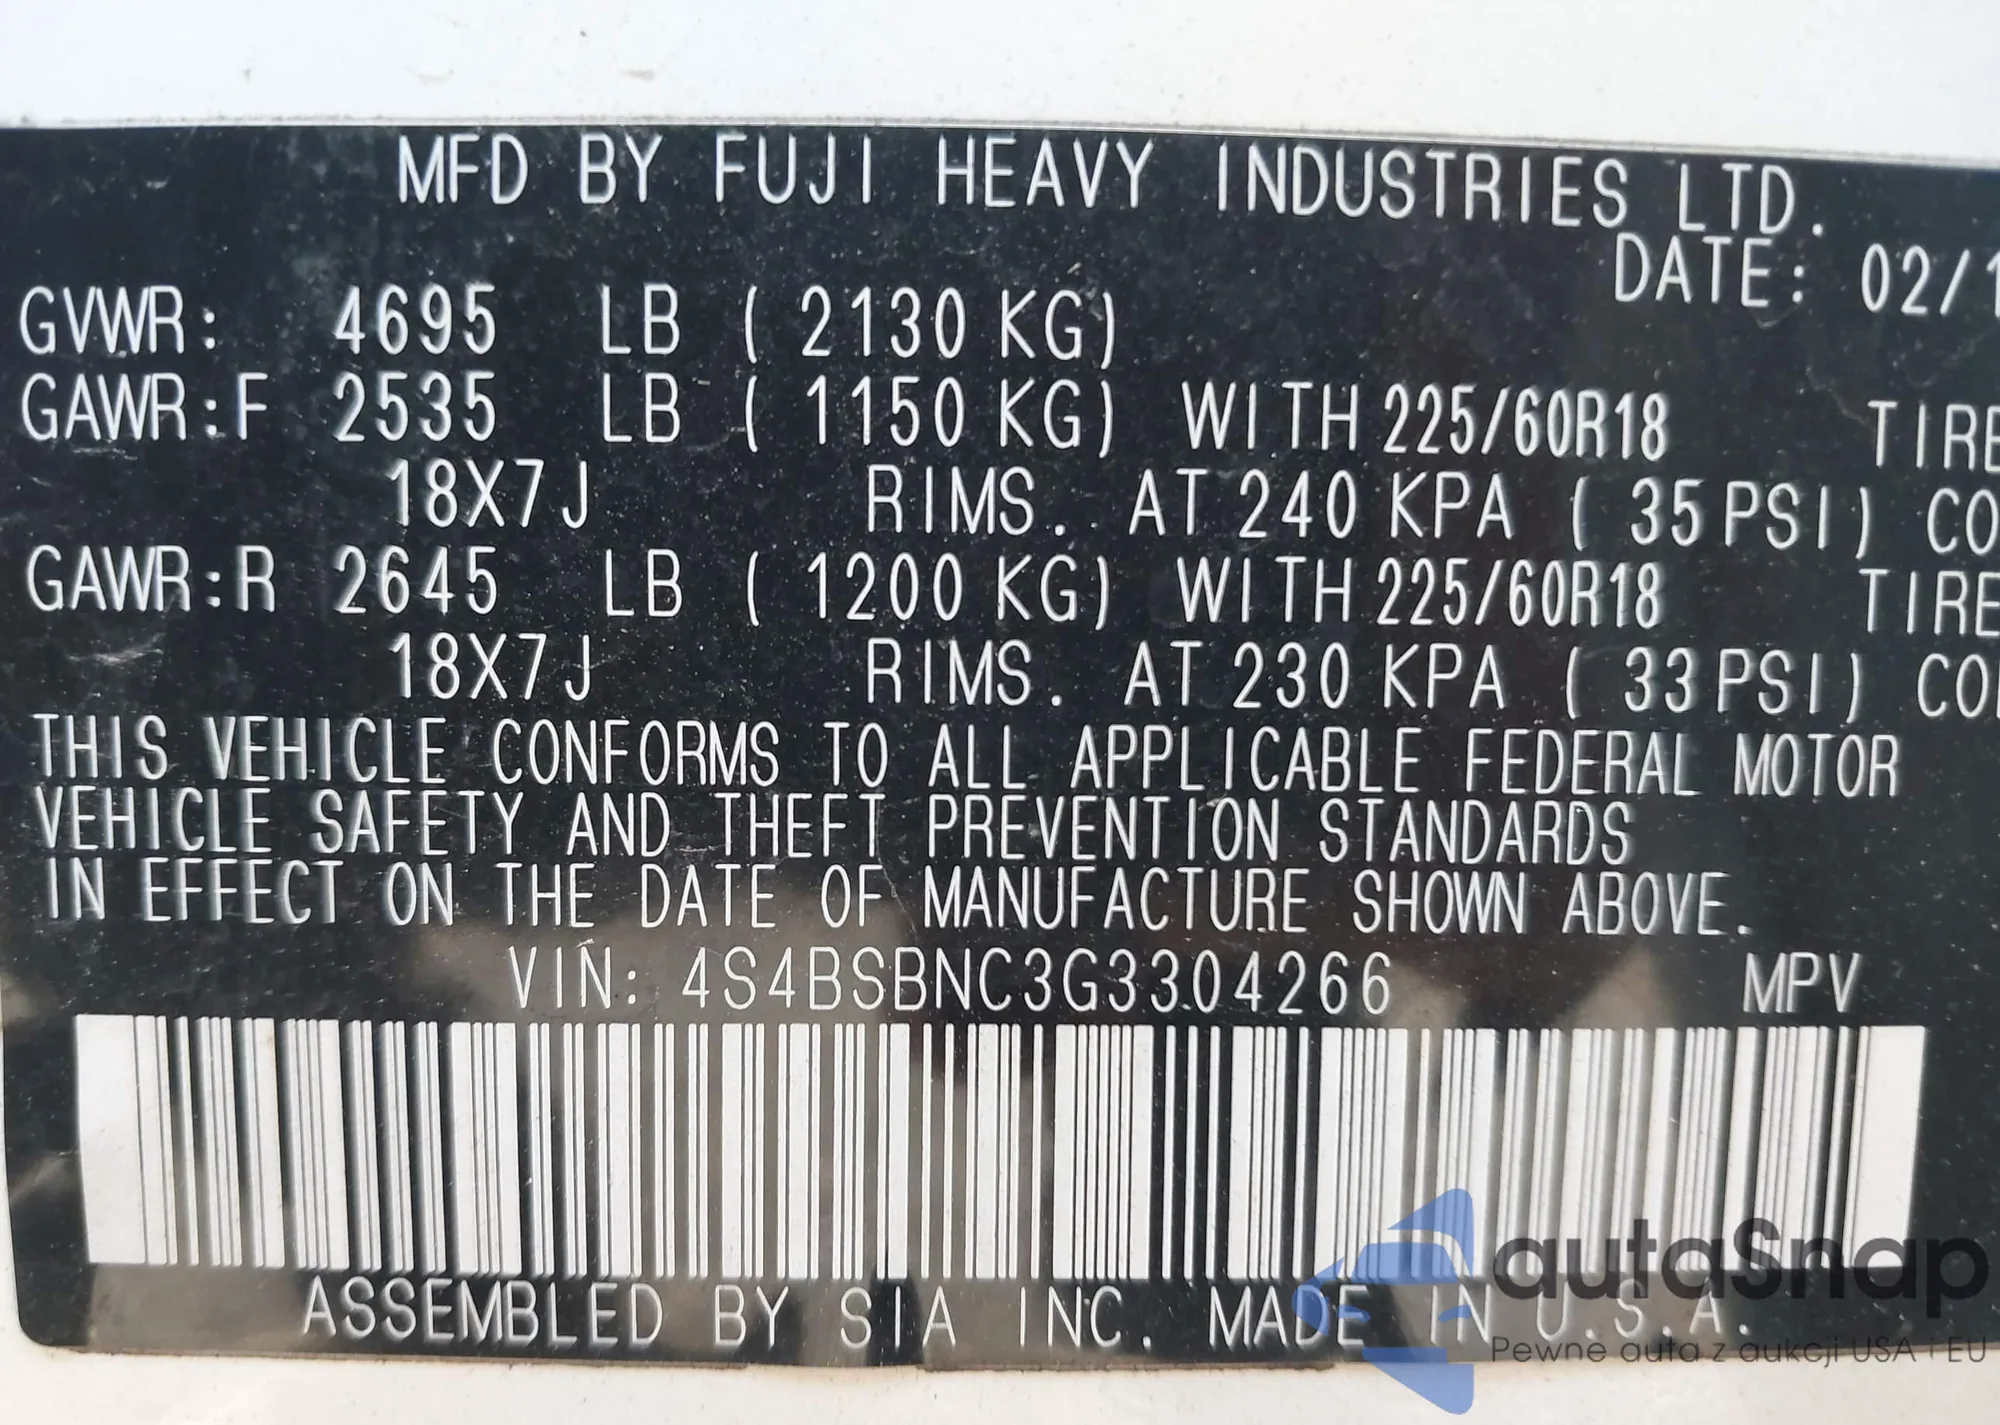 MFD BY FUJI HEAVY INDUSTRIES LTD.
DATE: 02/1
GVWR: 4695 LB ( 2130 KG)
GAWR:F 2535 LB ( 1150 KG) WITH 225/60R18 TIRE
18X7J RIMS. AT 240 KPA ( 35 PSI) CO
GAWR:R 2645 LB ( 1200 KG) WITH 225/60R18 TIRE
18X7J RIMS. AT 230 KPA ( 33 PSI) CO
THIS VEHICLE CONFORMS TO ALL APPLICABLE FEDERAL MOTOR
VEHICLE SAFETY AND THEFT PREVENTION STANDARDS
IN EFFECT ON THE DATE OF MANUFACTURE SHOWN ABOVE.
VIN: 4S4BSBNC3G3304266 MPV
ASSEMBLED BY SIA INC. MADE IN U.S.A.
autaSnap
Pewne auta z aukcji USA i EU